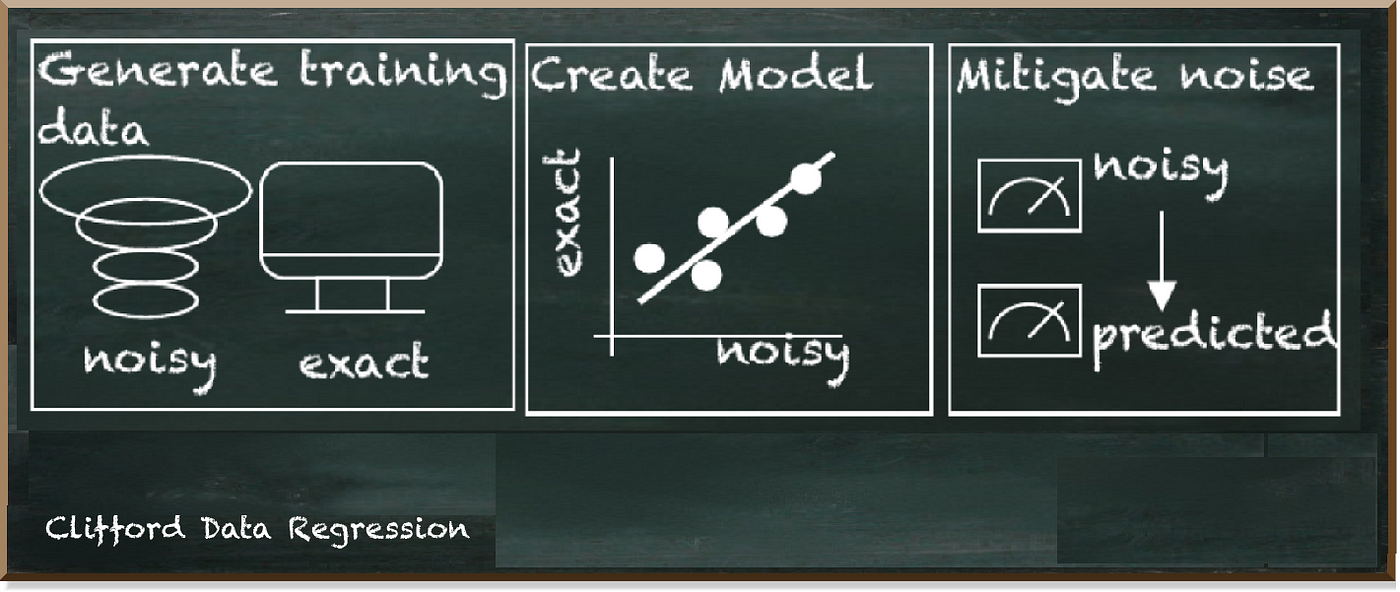 Generate training
data
noisy
exact
Create Model
exact
noisy
Mitigate noise
noisy
predicted
Clifford Data Regression